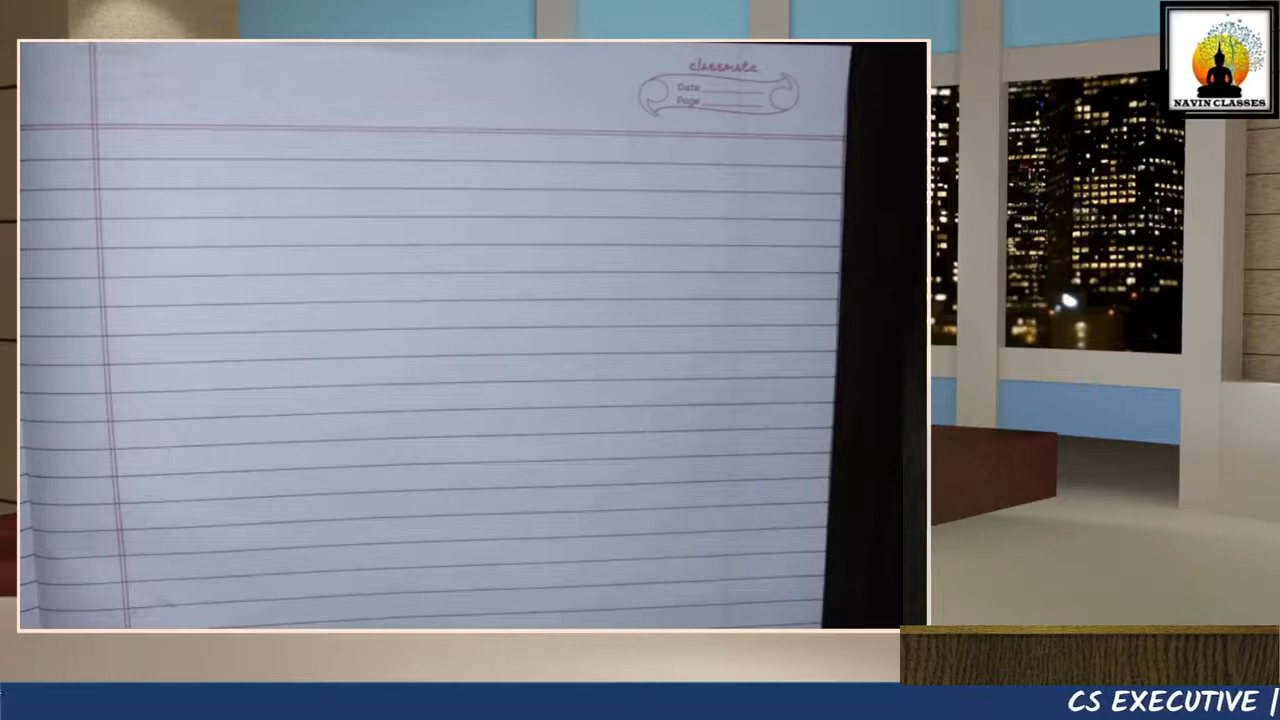 classmate
Date
Page
NAVIN CLASSES
CS EXECUTIVE |